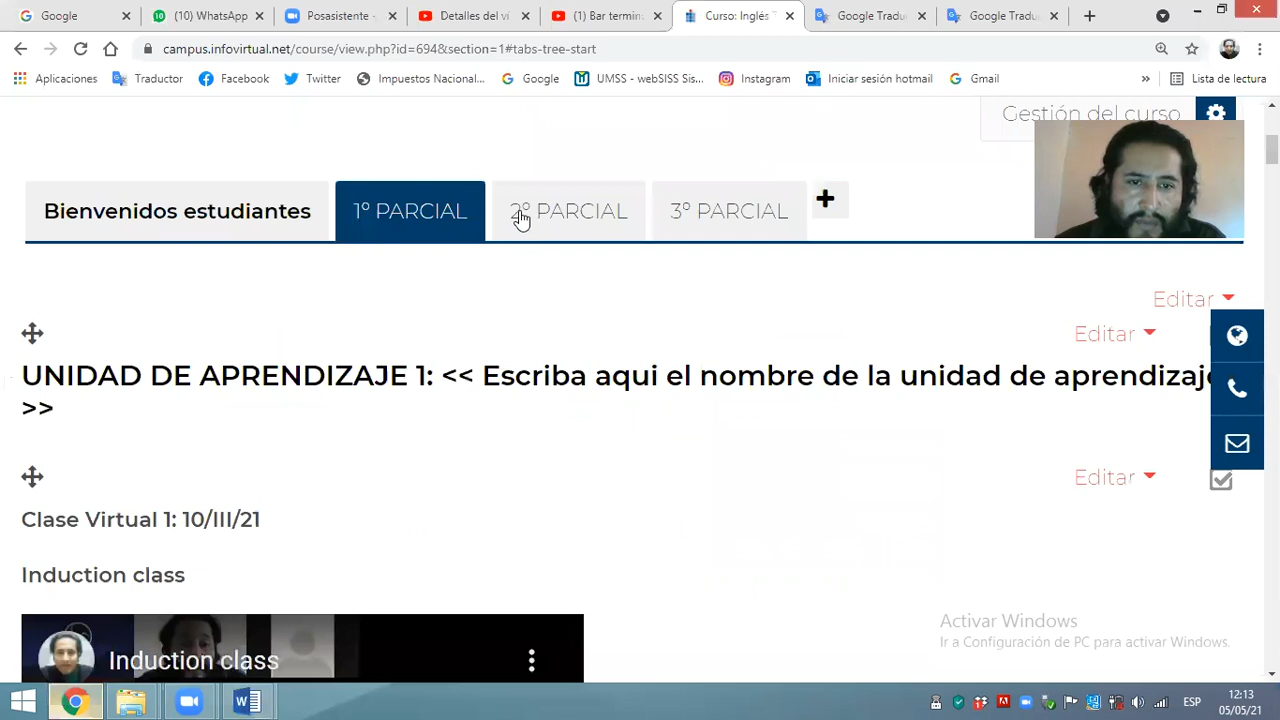 Google
(10) WhatsApp
Posasistente -
Detalles del ví
(1) Bar termin
Curso: Inglés T
Google Tradu
Google Tradu
campus.infovirtual.net/course/view.php?id=694&section=1#tabs-tree-start
Aplicaciones
Traductor
Facebook
Twitter
Impuestos Nacional...
Google
UMSS - webSISS Sis...
Instagram
Iniciar sesión hotmail
Gmail
»
Lista de lectura
Gestión del curso
Bienvenidos estudiantes
1º PARCIAL
2º PARCIAL
3º PARCIAL
Editar
Editar
UNIDAD DE APRENDIZAJE 1: << Escriba aqui el nombre de la unidad de aprendizaje
>>
Editar
Clase Virtual 1: 10/III/21
Induction class
Induction class
Activar Windows
Ir a Configuración de PC para activar Windows.
ESP
12:13
05/05/21